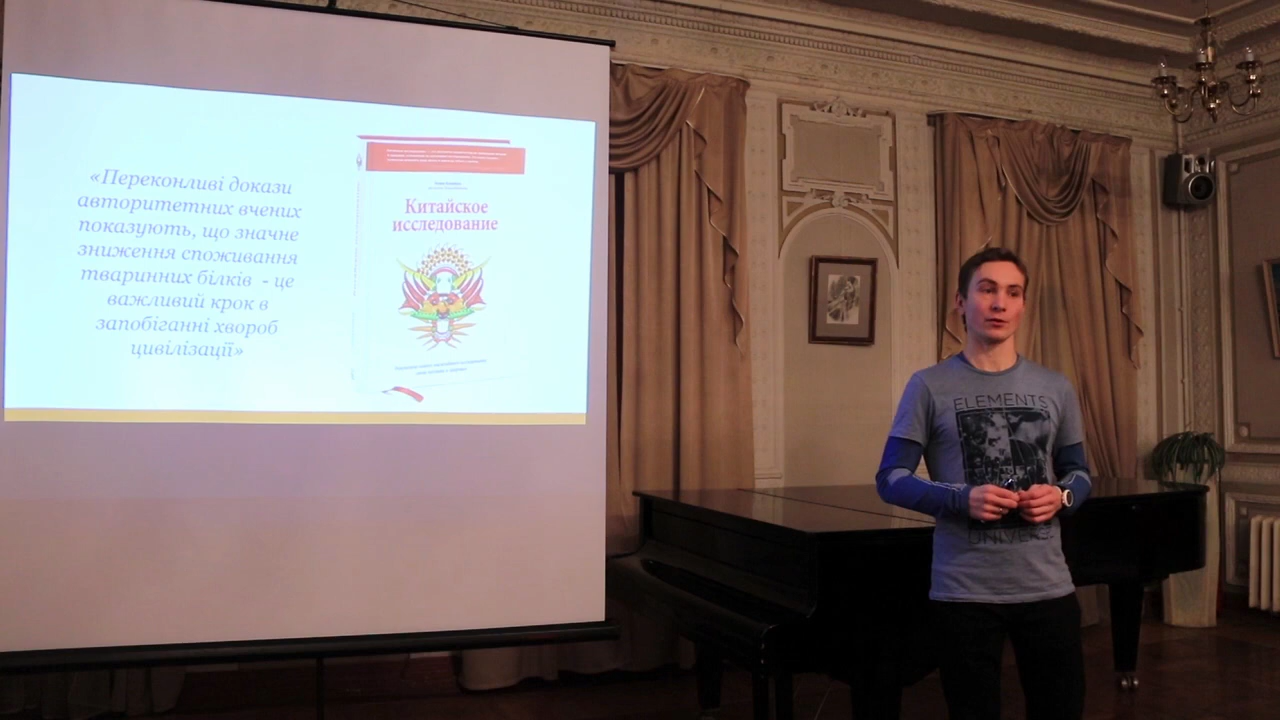 «Переконливі докази
авторитетних вчених
показують, що значне
зниження споживання
тваринних білків - це
важливий крок в
запобіганні хвороб
цивілізації»
Китайское
исследование
ELEMENTS
UNIVERS